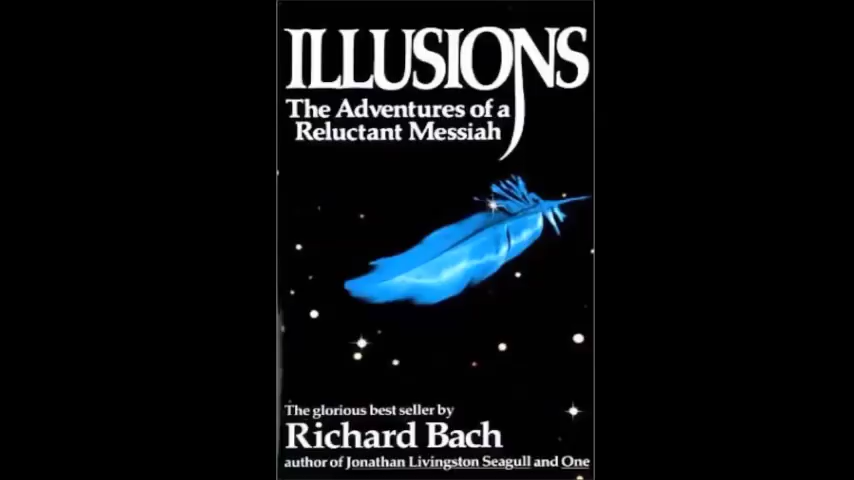 ILLUSIONS
The Adventures of a
Reluctant Messiah
The glorious best seller by
Richard Bach
author of Jonathan Livingston Seagull and One